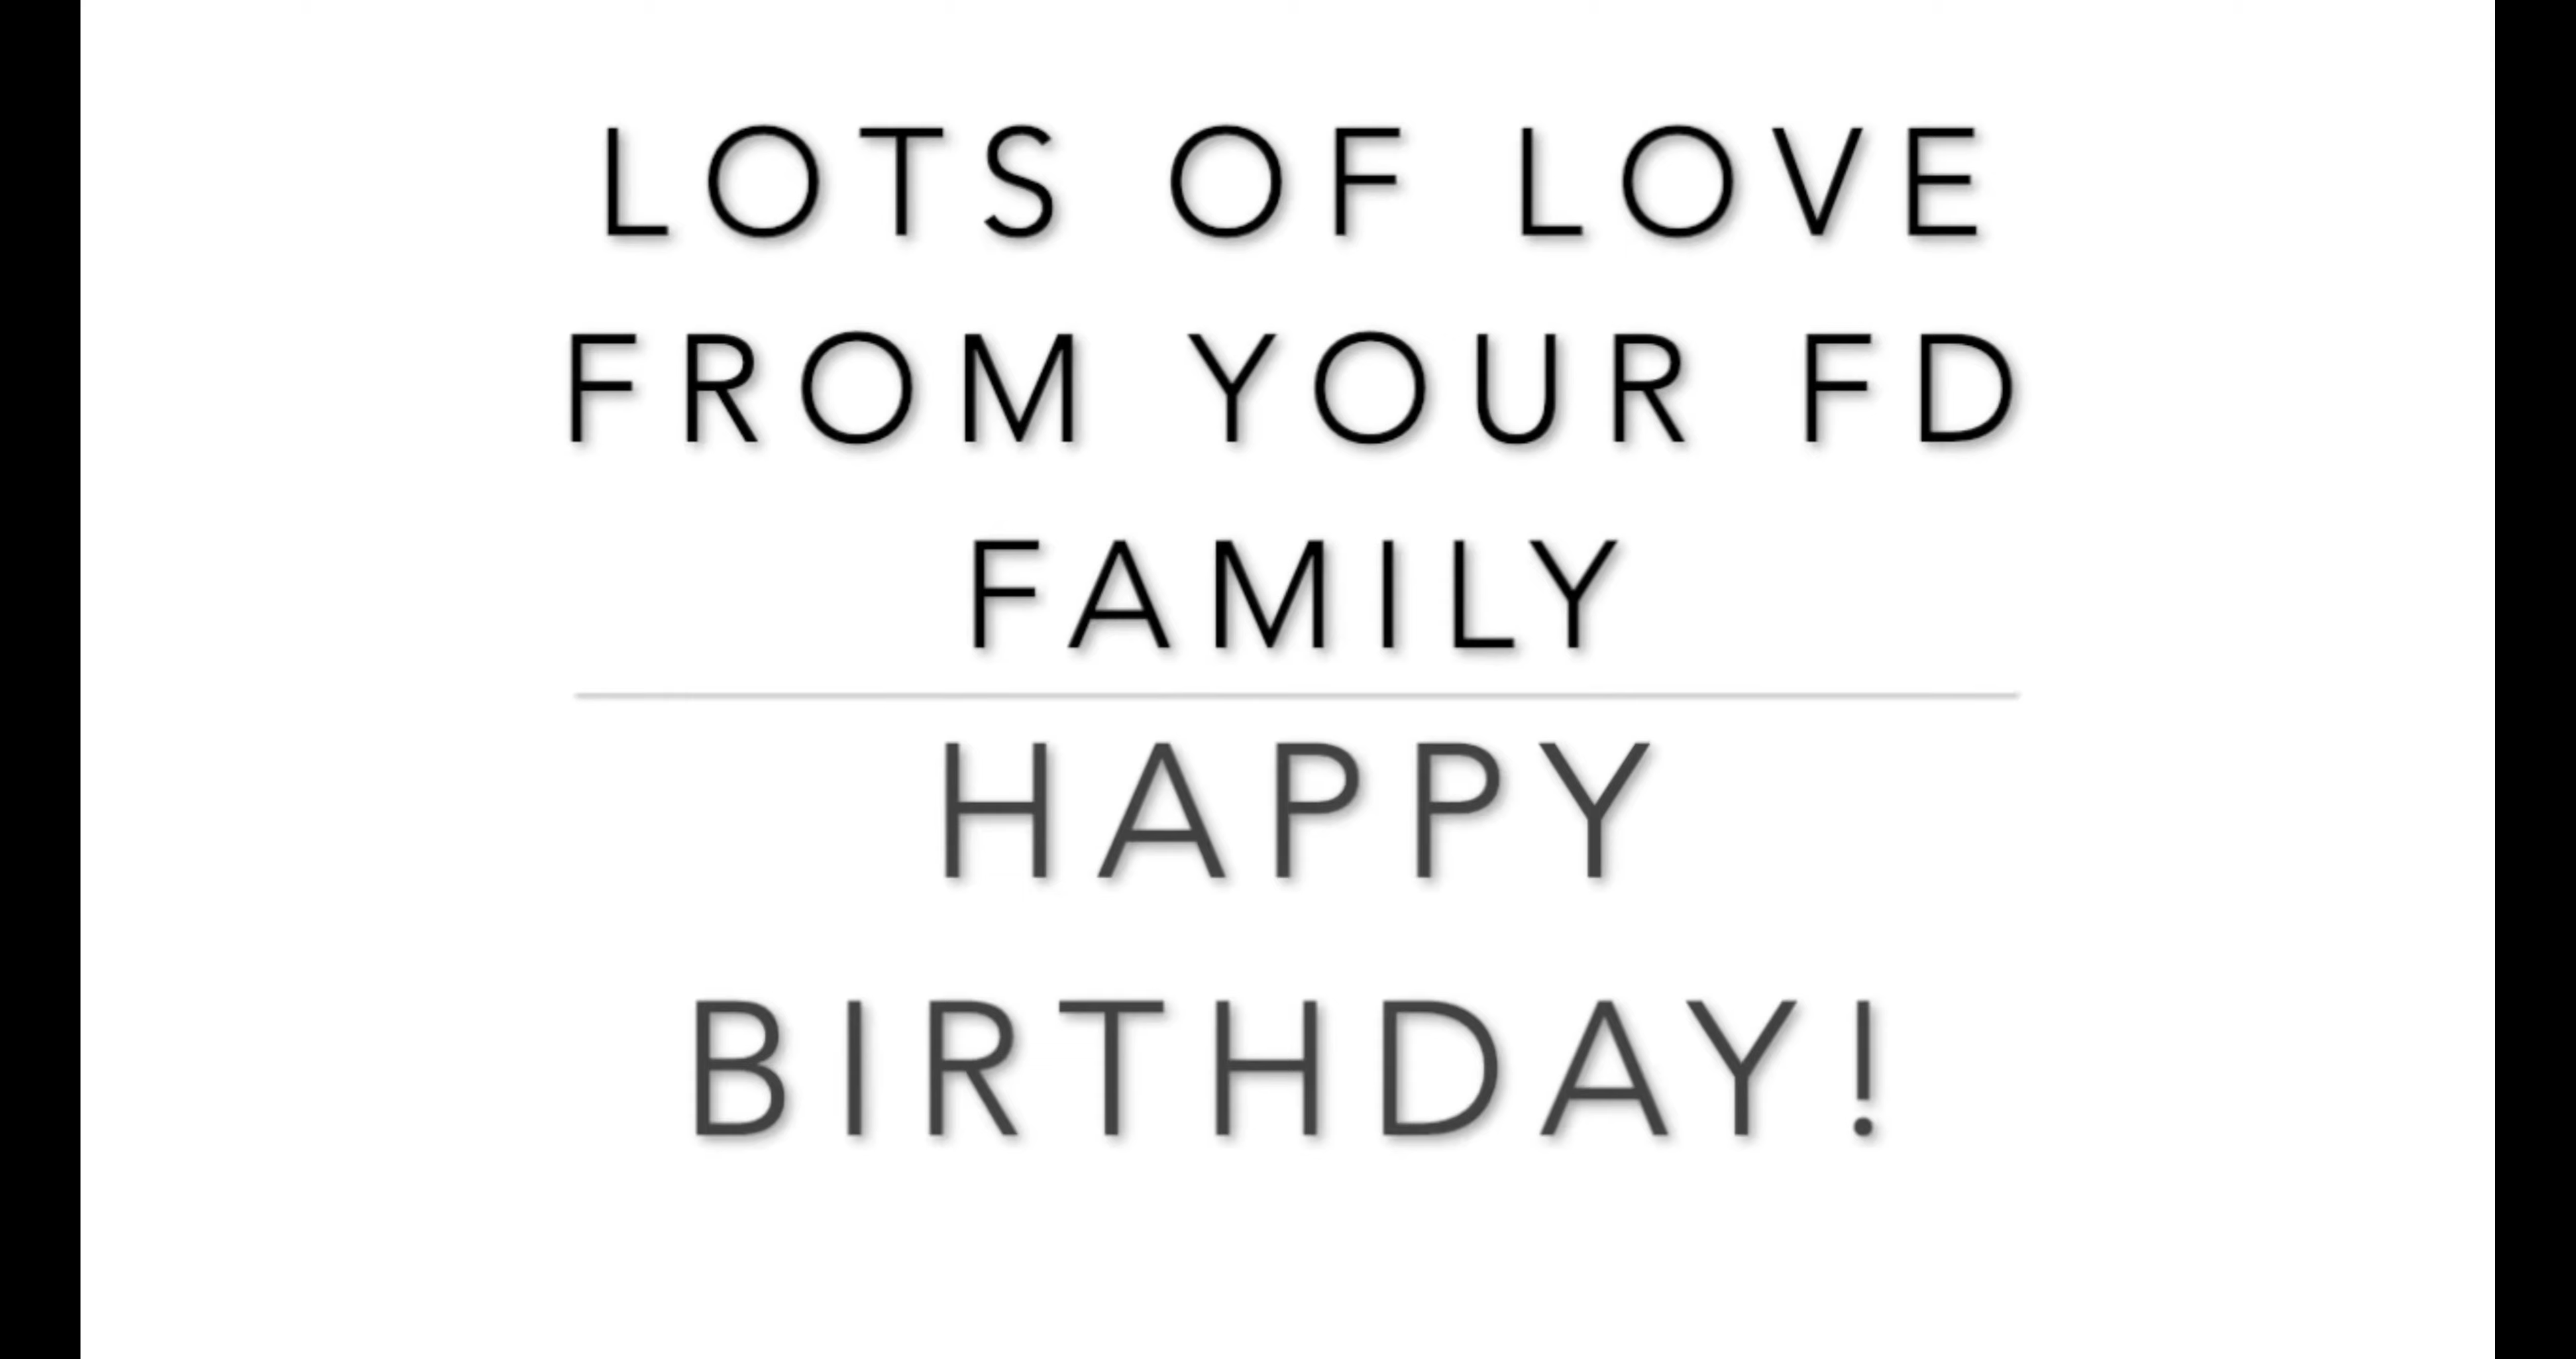 LOTS OF LOVE
FROM YOUR FD
FAMILY
HAPPY
BIRTHDAY!